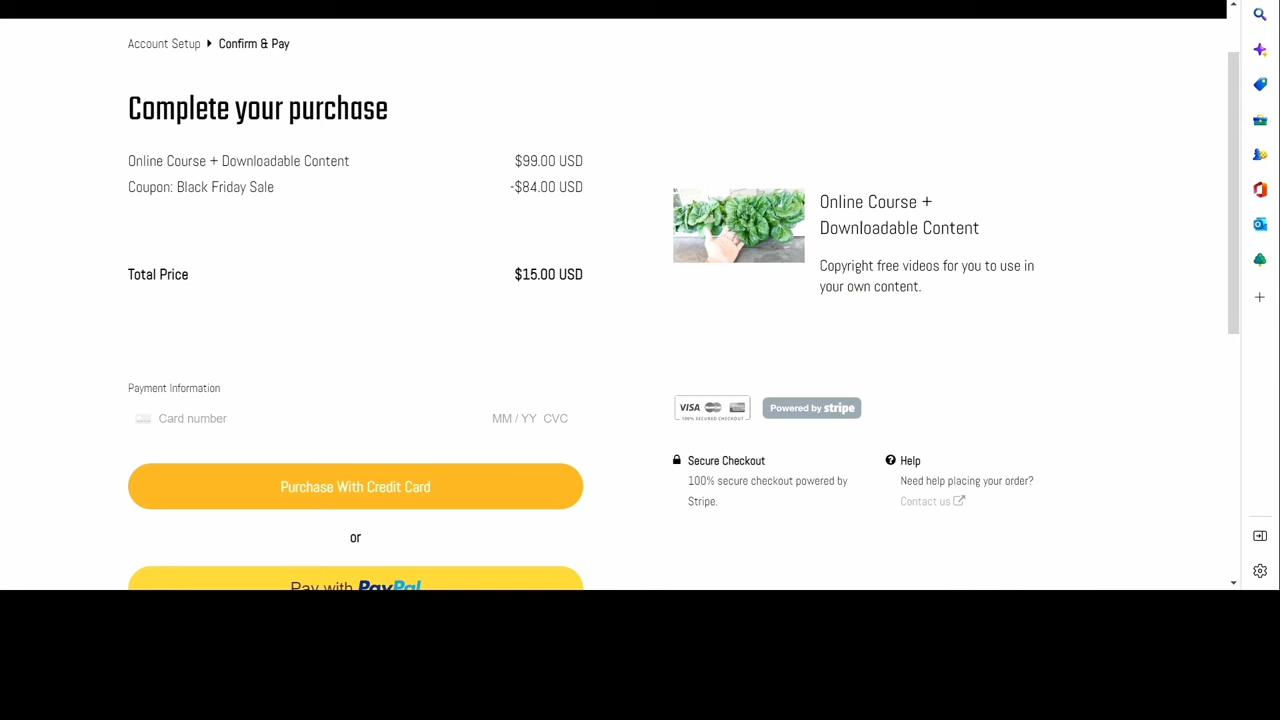 Account Setup Confirm & Pay
Complete your purchase
Online Course + Downloadable Content $99.00 USD
Coupon: Black Friday Sale -$84.00 USD
Total Price $15.00 USD
Online Course +
Downloadable Content
Copyright free videos for you to use in
your own content.
Payment Information
Card number MM / YY CVC
Purchase With Credit Card
or
Pay with PayPal
VISA
100% SECURED CHECKOUT
Powered by stripe
Secure Checkout
100% secure checkout powered by
Stripe.
Help
Need help placing your order?
Contact us